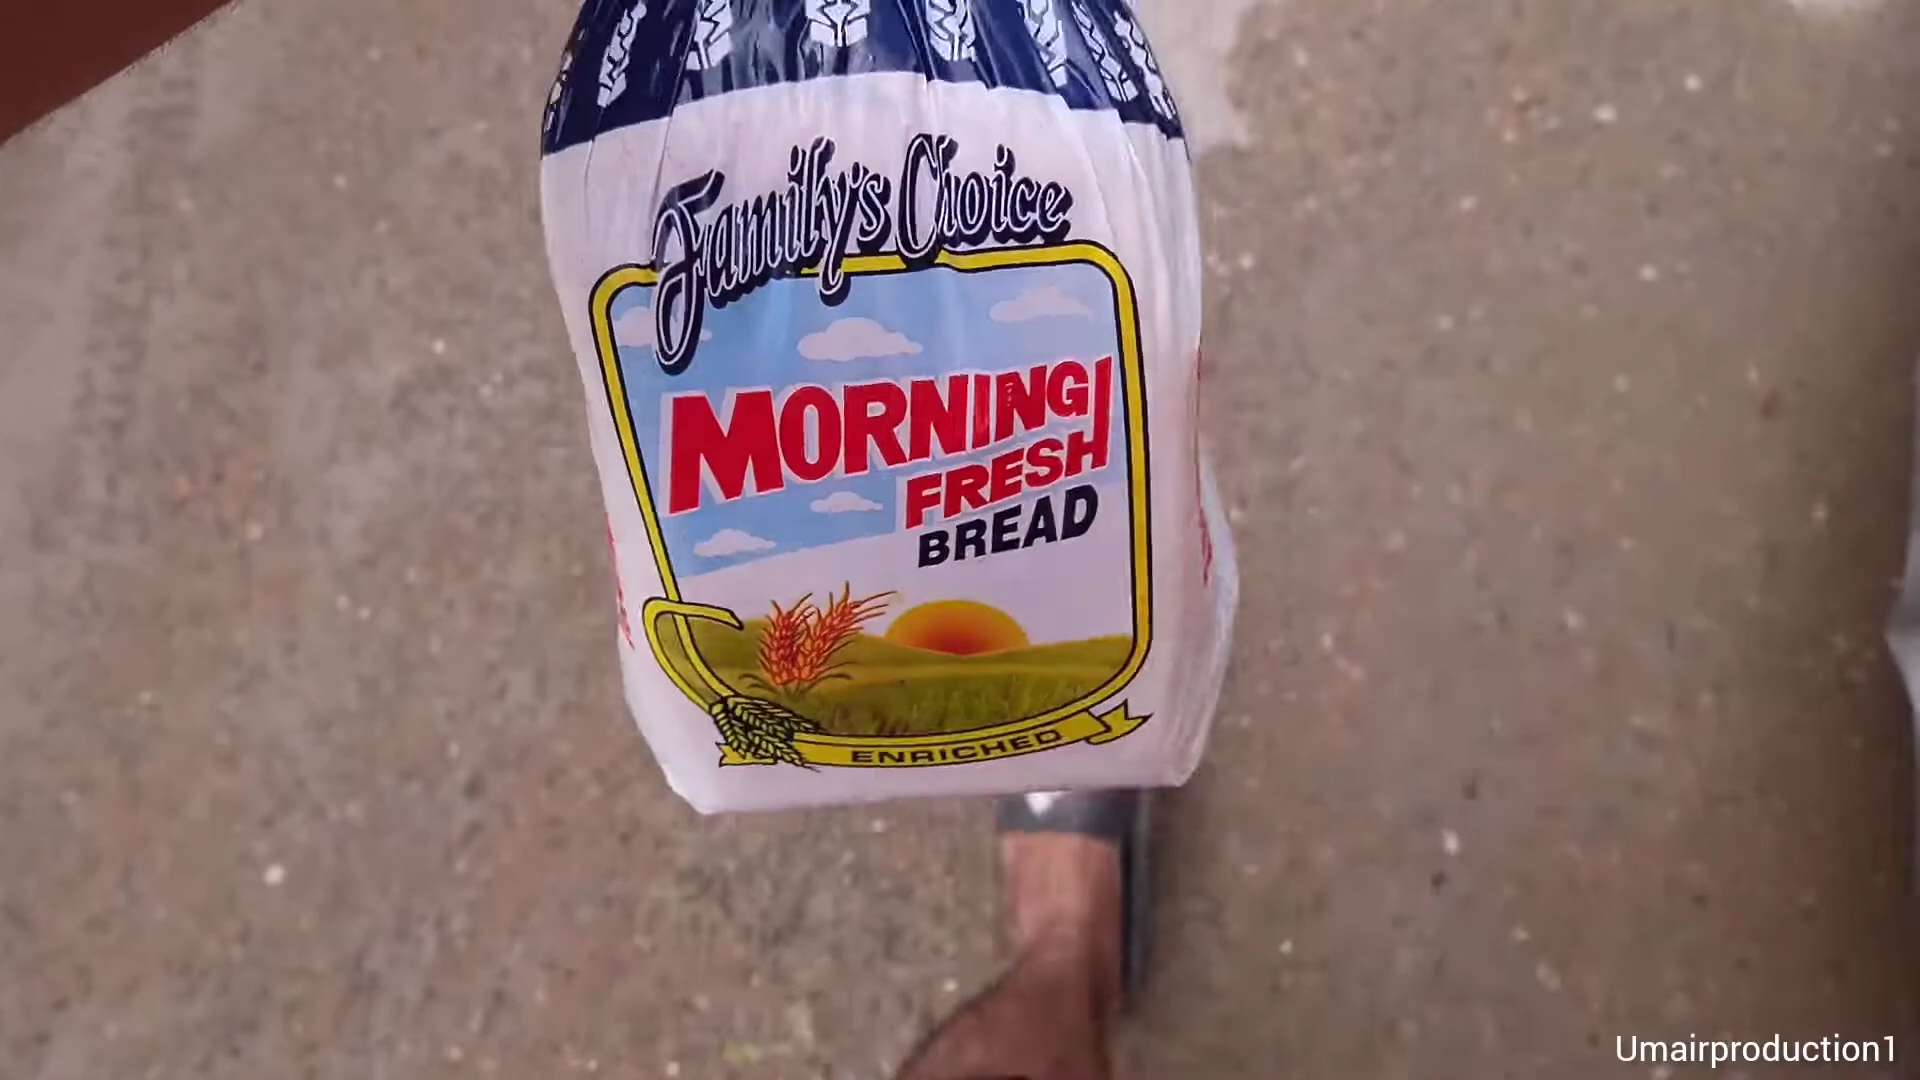 Family's Choice
MORNING
FRESH
BREAD
ENRICHED
Umairproduction1